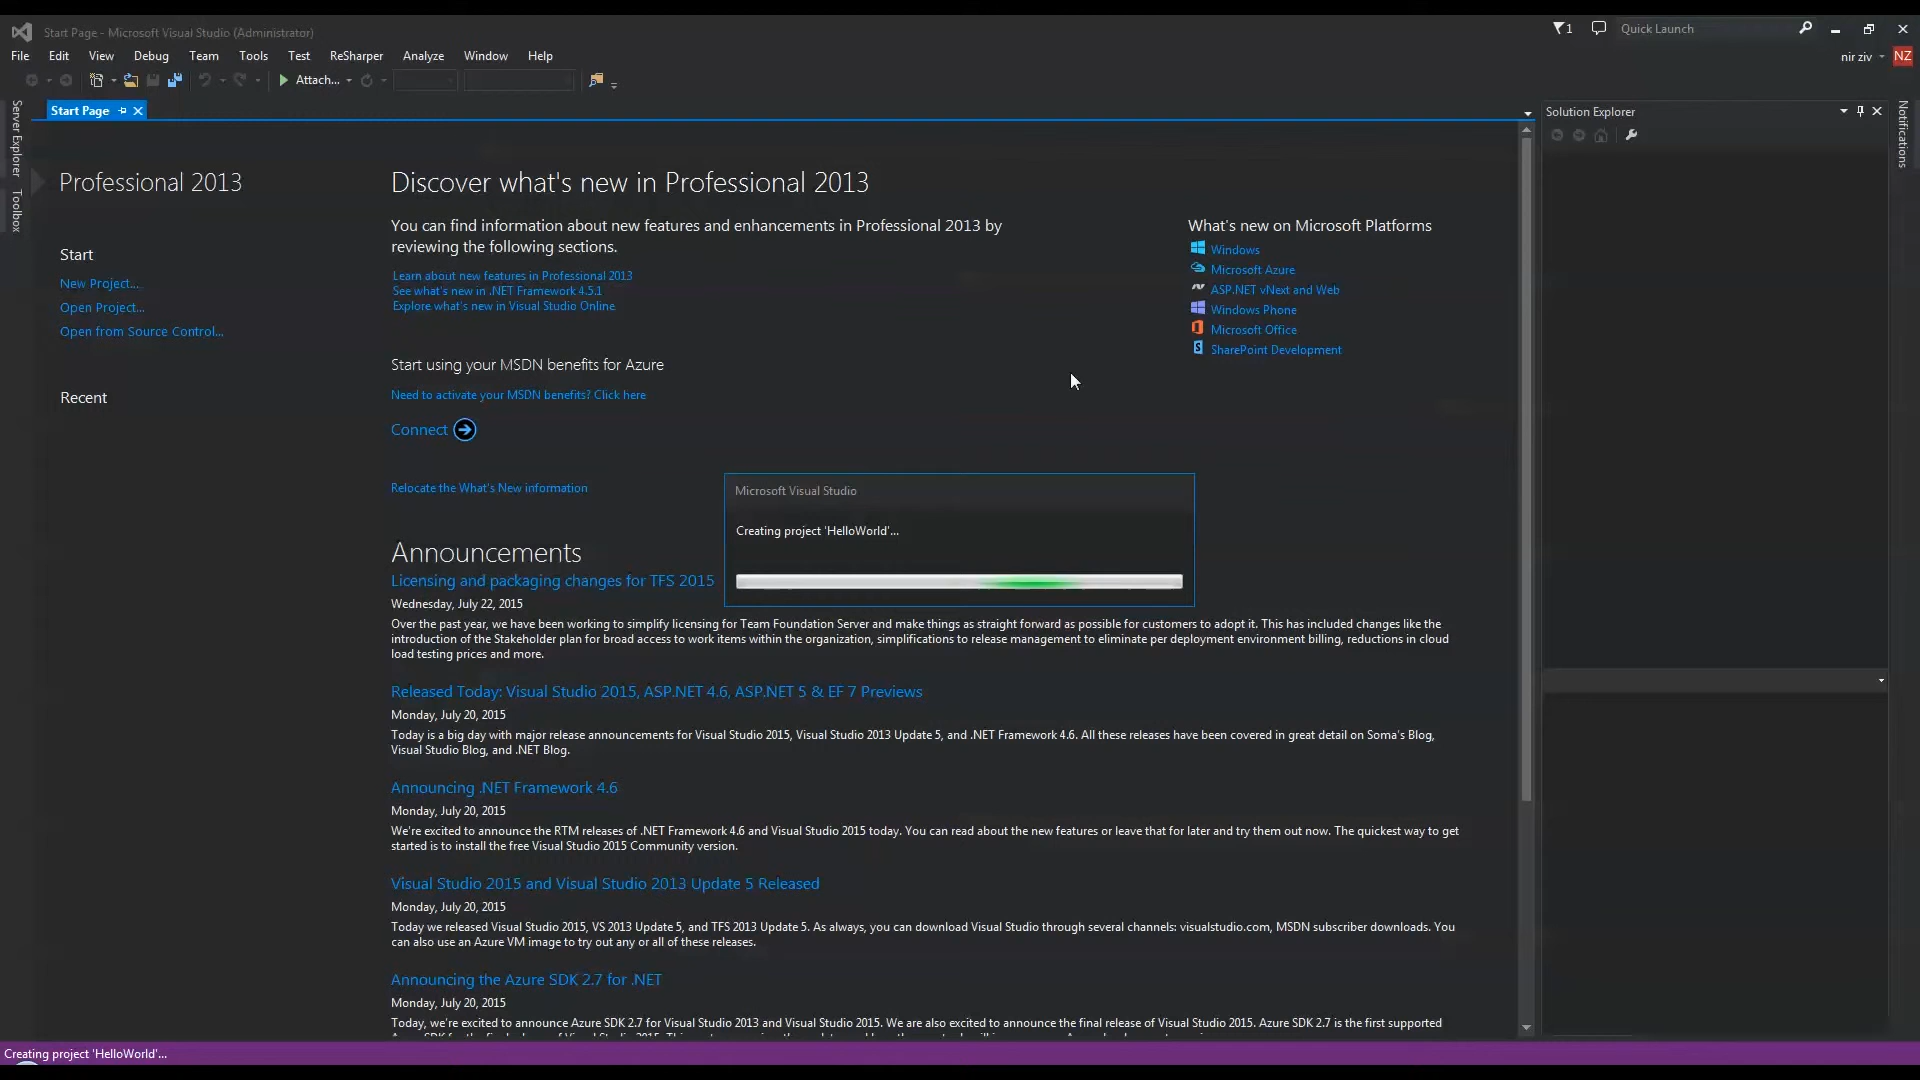 Start Page - Microsoft Visual Studio (Administrator)
1
Quick Launch
File Edit View Debug Team Tools Test ReSharper Analyze Window Help
nir ziv NZ
Attach...
Server Explorer
Toolbox
Start Page
Solution Explorer
Notifications
Professional 2013
Start
New Project...
Open Project...
Open from Source Control...
Recent
Discover what's new in Professional 2013
You can find information about new features and enhancements in Professional 2013 by
reviewing the following sections.
Learn about new features in Professional 2013
See what's new in .NET Framework 4.5.1
Explore what's new in Visual Studio Online
What's new on Microsoft Platforms
Windows
Microsoft Azure
ASP.NET vNext and Web
Windows Phone
Microsoft Office
SharePoint Development
Start using your MSDN benefits for Azure
Need to activate your MSDN benefits? Click here
Connect
Relocate the What's New information
Microsoft Visual Studio
Creating project 'HelloWorld'...
Announcements
Licensing and packaging changes for TFS 2015
Wednesday, July 22, 2015
Over the past year, we have been working to simplify licensing for Team Foundation Server and make things as straight forward as possible for customers to adopt it. This has included changes like the
introduction of the Stakeholder plan for broad access to work items within the organization, simplifications to release management to eliminate per deployment environment billing, reductions in cloud
load testing prices and more.
Released Today: Visual Studio 2015, ASP.NET 4.6, ASP.NET 5 & EF 7 Previews
Monday, July 20, 2015
Today is a big day with major release announcements for Visual Studio 2015, Visual Studio 2013 Update 5, and .NET Framework 4.6. All these releases have been covered in great detail on Soma's Blog,
Visual Studio Blog, and .NET Blog.
Announcing .NET Framework 4.6
Monday, July 20, 2015
We're excited to announce the RTM releases of .NET Framework 4.6 and Visual Studio 2015 today. You can read about the new features or leave that for later and try them out now. The quickest way to get
started is to install the free Visual Studio 2015 Community version.
Visual Studio 2015 and Visual Studio 2013 Update 5 Released
Monday, July 20, 2015
Today we released Visual Studio 2015, VS 2013 Update 5, and TFS 2013 Update 5. As always, you can download Visual Studio through several channels: visualstudio.com, MSDN subscriber downloads. You
can also use an Azure VM image to try out any or all of these releases.
Announcing the Azure SDK 2.7 for .NET
Monday, July 20, 2015
Today, we're excited to announce Azure SDK 2.7 for Visual Studio 2013 and Visual Studio 2015. We are also excited to announce the final release of Visual Studio 2015. Azure SDK 2.7 is the first supported
Creating project 'HelloWorld'...